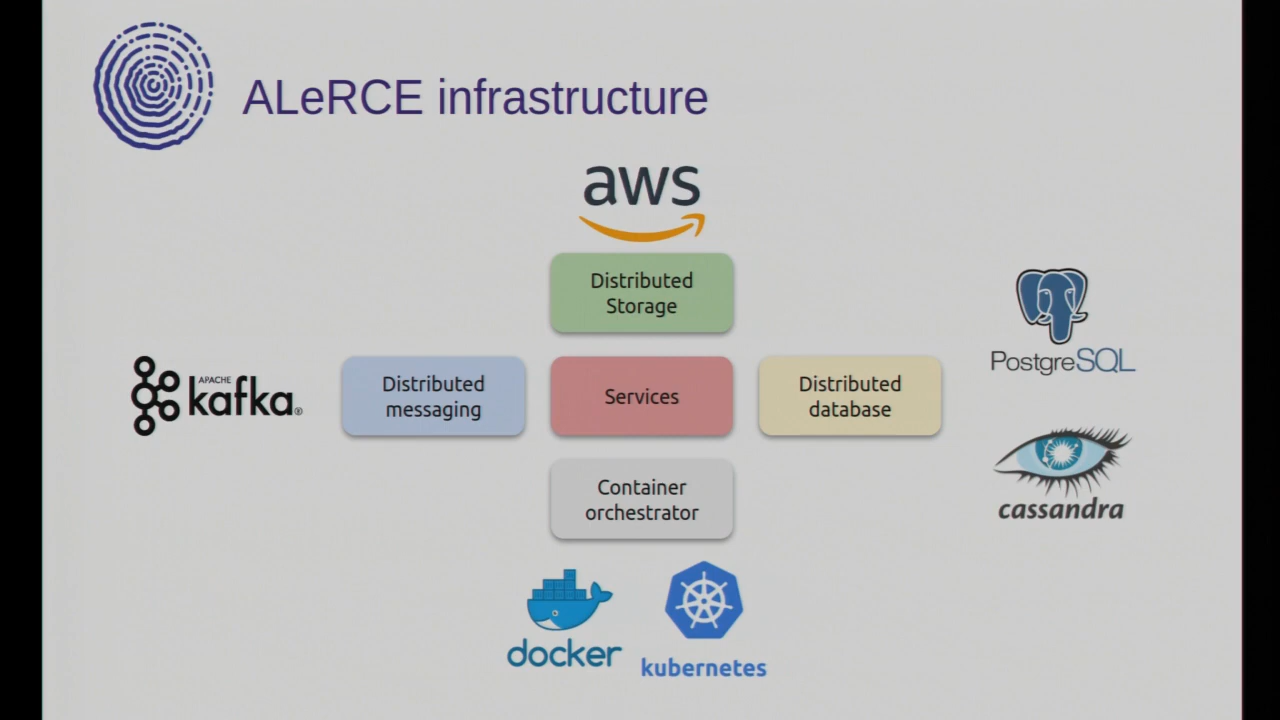 ALeRCE infrastructure
aws
Distributed
Storage
APACHE
kafka®
Distributed
messaging
Services
Distributed
database
PostgreSQL
cassandra
Container
orchestrator
docker
kubernetes